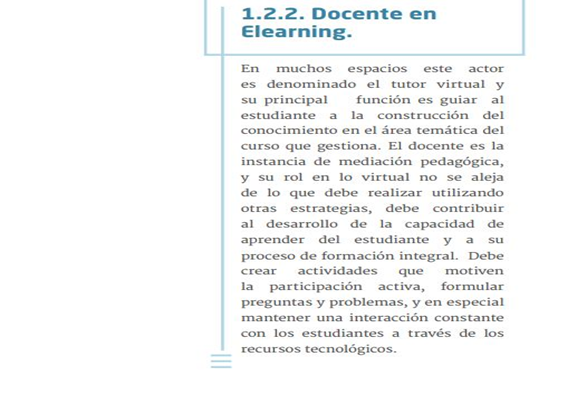 1.2.2. Docente en
Elearning.
En muchos espacios este actor
es denominado el tutor virtual y
su principal función es guiar al
estudiante a la construcción del
conocimiento en el área temática del
curso que gestiona. El docente es la
instancia de mediación pedagógica,
y su rol en lo virtual no se aleja
de lo que debe realizar utilizando
otras estrategias, debe contribuir
al desarrollo de la capacidad de
aprender del estudiante y a su
proceso de formación integral. Debe
crear actividades que motiven
la participación activa, formular
preguntas y problemas, y en especial
mantener una interacción constante
con los estudiantes a través de los
recursos tecnológicos.